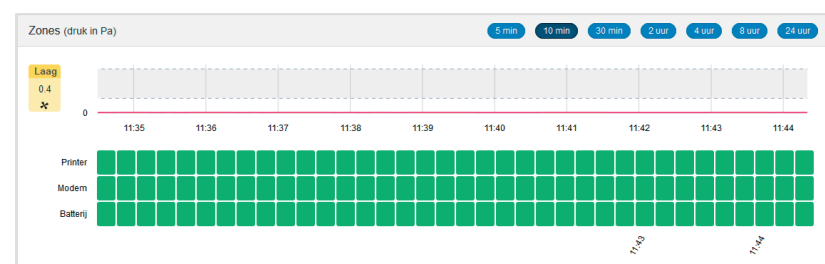 Zones (druk in Pa)
5 min 10 min 30 min 2 uur 4 uur 8 uur 24 uur
Laag
0.4
0
11:35 11:36 11:37 11:38 11:39 11:40 11:41 11:42 11:43 11:44
Printer
Modem
Batterij
11:43 11:44